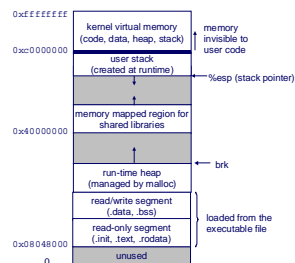 0xffffffff
kernel virtual memory
(code, data, heap, stack)
memory
invisible to
user code
0xc0000000
user stack
(created at runtime)
%esp (stack pointer)
memory mapped region for
shared libraries
0x40000000
brk
run-time heap
(managed by malloc)
read/write segment
(.data, .bss)
loaded from the
executable file
read-only segment
(.init, .text, .rodata)
0x08048000
unused
0